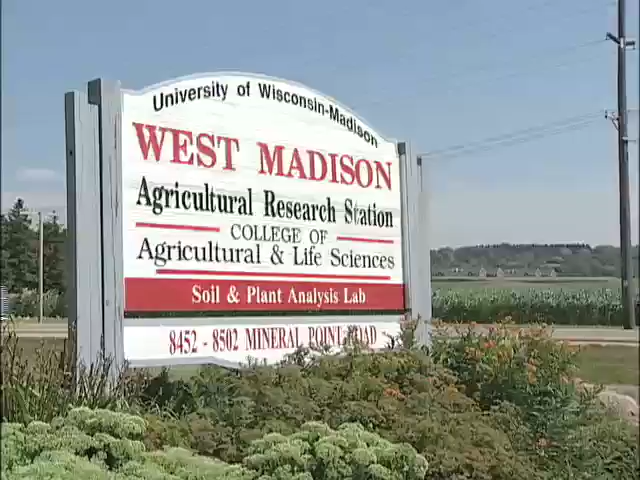 University of Wisconsin-Madison
WEST MADISON
Agricultural Research Station
COLLEGE OF
Agricultural & Life Sciences
Soil & Plant Analysis Lab
8452 - 8502 MINERAL POINT ROAD